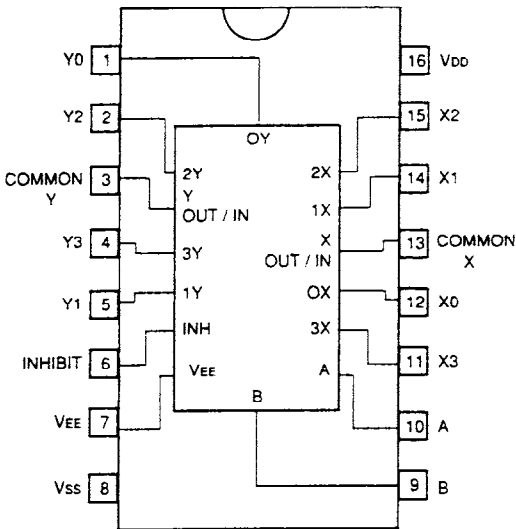 Y0 1
16 VDD
Y2 2
15 X2
OY
COMMON Y 3
2Y
2X
14 X1
Y OUT / IN
1X
Y3 4
X OUT / IN
13 COMMON X
3Y
Y1 5
1Y
OX
12 X0
INHIBIT 6
INH
3X
11 X3
VEE 7
VEE
A
10 A
B
VSS 8
9 B